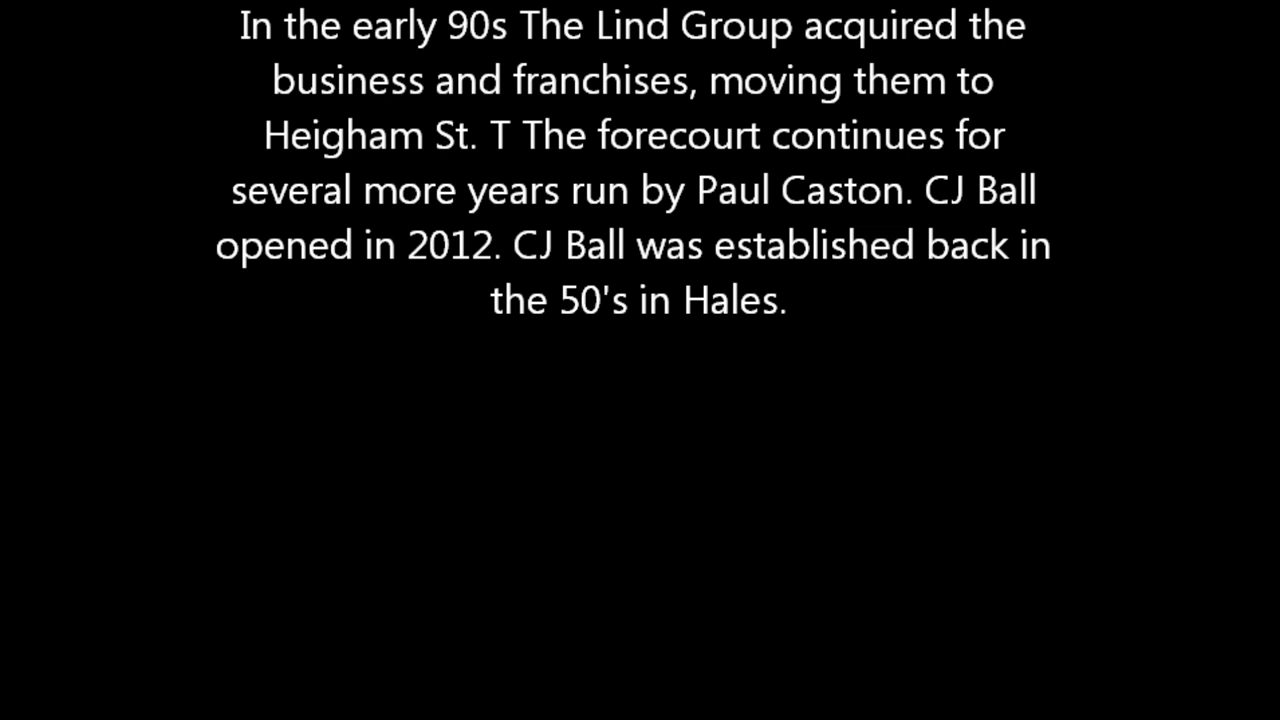 In the early 90s The Lind Group acquired the
business and franchises, moving them to
Heigham St. T The forecourt continues for
several more years run by Paul Caston. CJ Ball
opened in 2012. CJ Ball was established back in
the 50's in Hales.